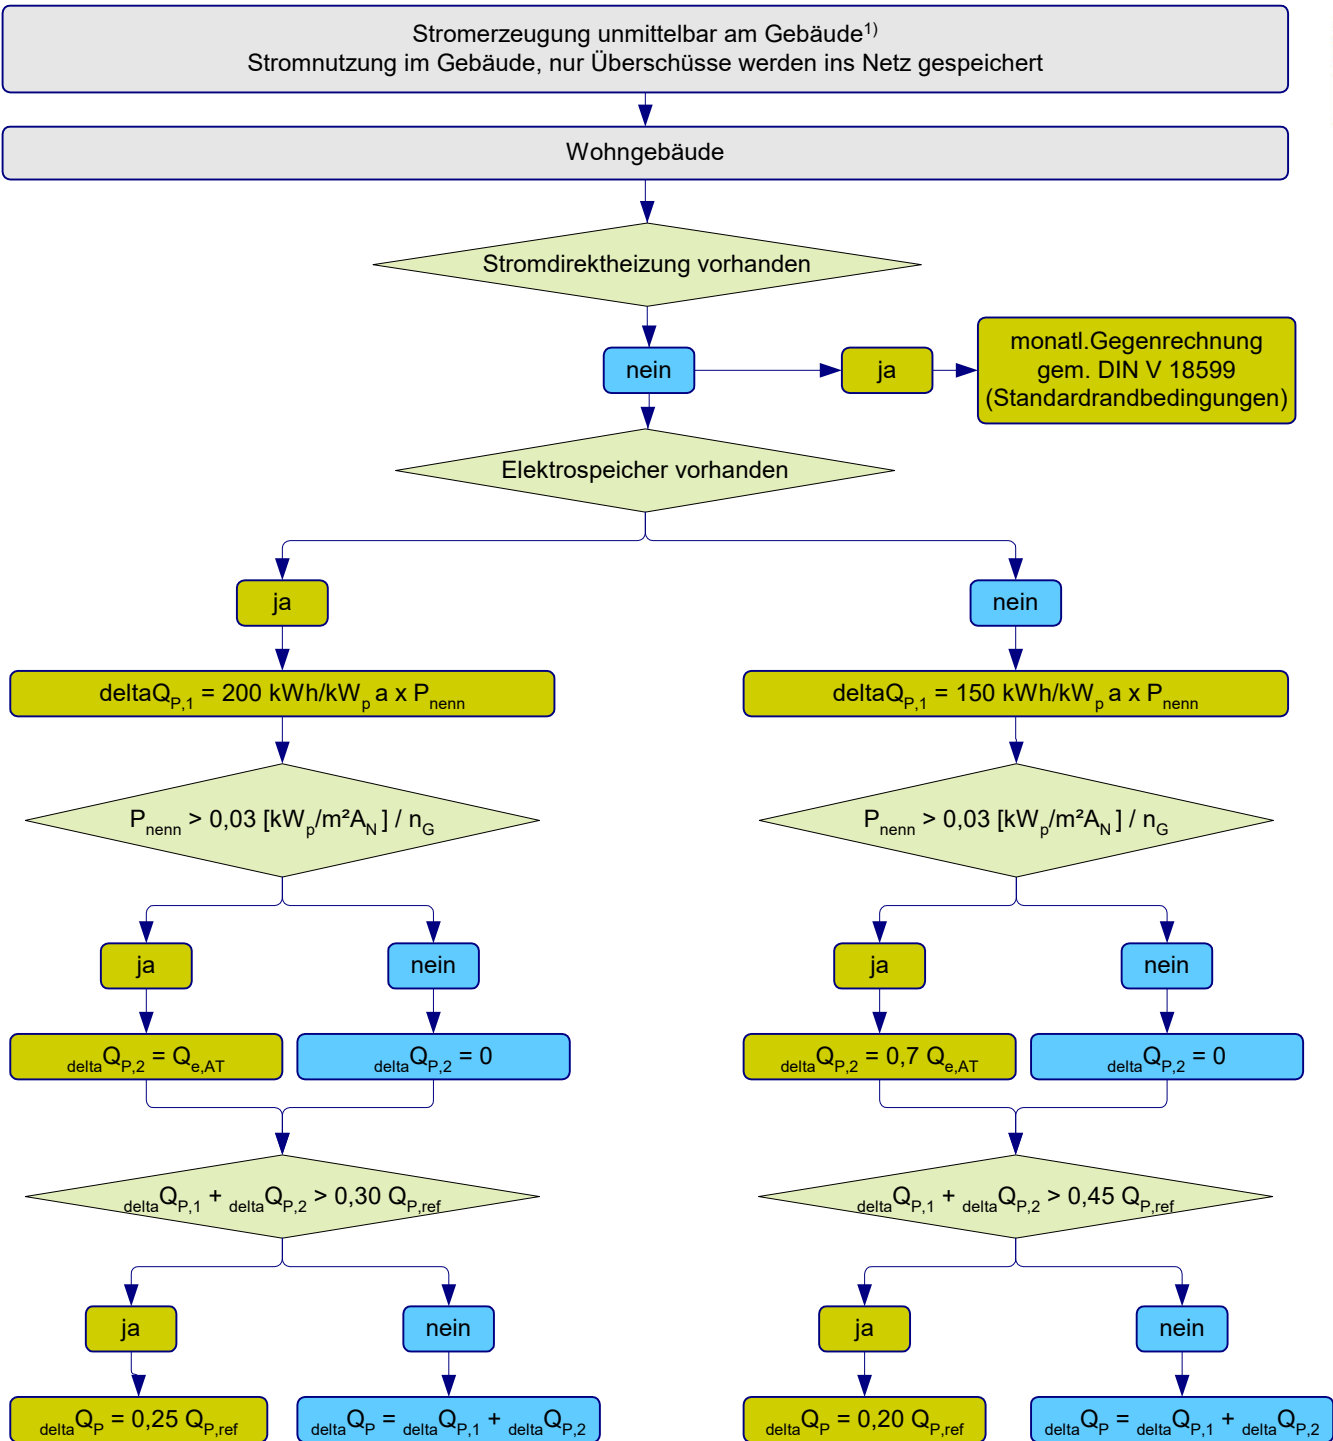 Stromerzeugung unmittelbar am Gebäude1)
Stromnutzung im Gebäude, nur Überschüsse werden ins Netz gespeichert
Wohngebäude
Stromdirektheizung vorhanden
nein
ja
monatl.Gegenrechnung
gem. DIN V 18599
(Standardrandbedingungen)
Elektrospeicher vorhanden
ja
nein
deltaQP,1 = 200 kWh/kWp a x Pnenn
deltaQP,1 = 150 kWh/kWp a x Pnenn
Pnenn > 0,03 [kWp/m²AN] / nG
Pnenn > 0,03 [kWp/m²AN] / nG
ja
nein
ja
nein
deltaQP,2 = Qe,AT
deltaQP,2 = 0
deltaQP,2 = 0,7 Qe,AT
deltaQP,2 = 0
deltaQP,1 + deltaQP,2 > 0,30 QP,ref
deltaQP,1 + deltaQP,2 > 0,45 QP,ref
ja
nein
ja
nein
deltaQP = 0,25 QP,ref
deltaQP = deltaQP,1 + deltaQP,2
deltaQP = 0,20 QP,ref
deltaQP = deltaQP,1 + deltaQP,2